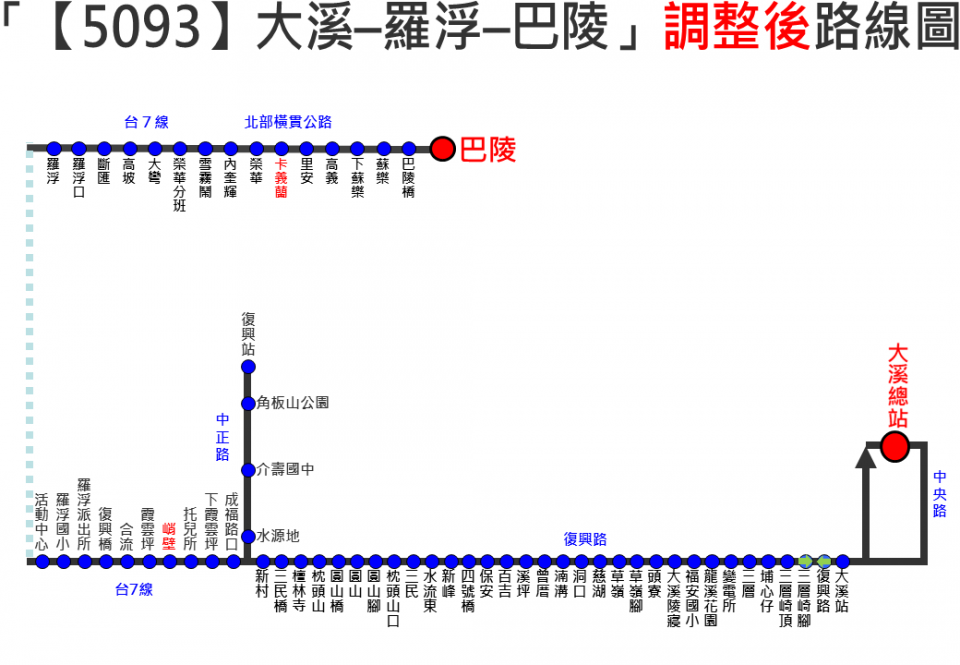 「【5093】大溪–羅浮–巴陵」調整後路線圖
台7線
北部橫貫公路
巴陵
羅浮
羅浮口
斷匯
高坡
大彎
榮華分班
雪霧鬧
內奎輝
榮華
卡義蘭
里安
高義
下蘇樂
蘇樂
巴陵橋
復興站
角板山公園
中正路
介壽國中
水源地
大溪總站
中央路
活動中心
羅浮國小
羅浮派出所
復興橋
合流
霞雲坪
峭壁
托兒所
下霞雲坪
成福路口
復興路
台7線
新村
三民橋
檀林寺
枕頭山
圓山橋
圓山
圓山腳
枕頭山口
三民
水流東
新峰
四號橋
保安
百吉
溪坪
曾厝
湳溝
洞口
慈湖
草嶺
草嶺腳
頭寮
大溪陵寢
福安國小
龍溪花園
變電所
三層
埔心仔
三層崎頂
三層崎腳
復興路
大溪站